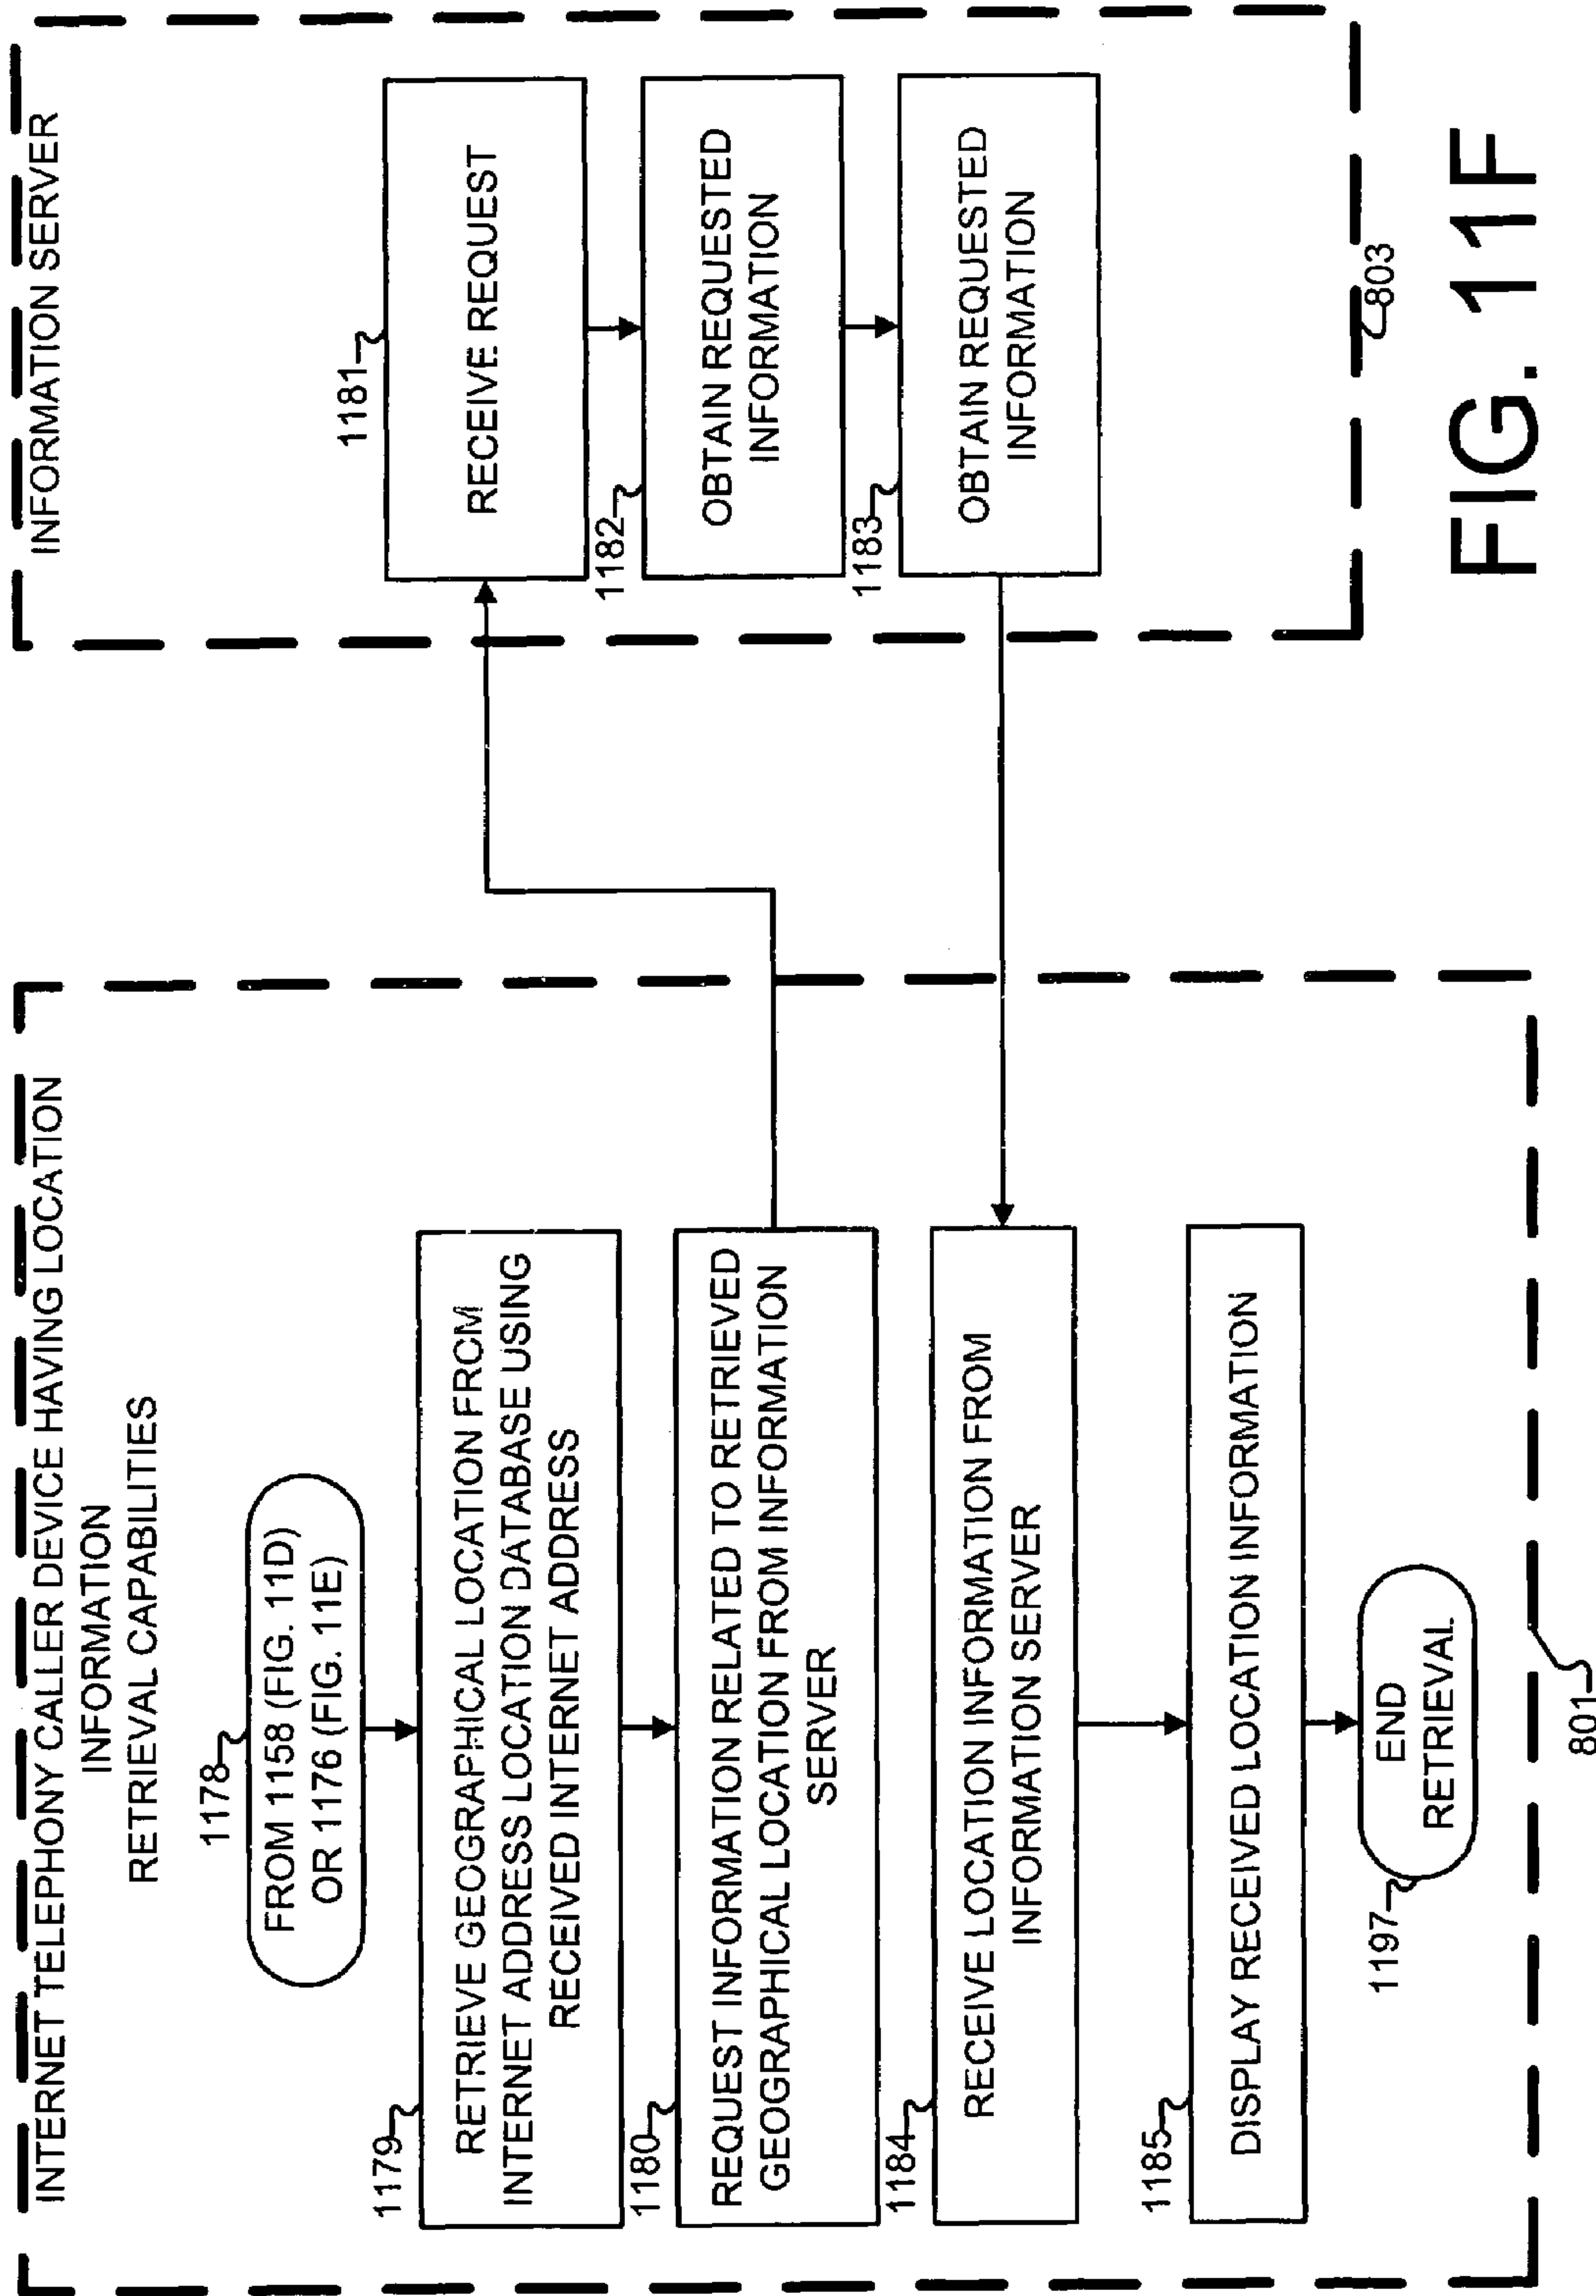 INTERNET TELEPHONY CALLER DEVICE HAVING LOCATION
INFORMATION
RETRIEVAL CAPABILITIES
1178
FROM 1158 (FIG. 11D)
OR 1176 (FIG. 11E)
1179
RETRIEVE GEOGRAPHICAL LOCATION FROM
INTERNET ADDRESS LOCATION DATABASE USING
RECEIVED INTERNET ADDRESS
1180
REQUEST INFORMATION RELATED TO RETRIEVED
GEOGRAPHICAL LOCATION FROM INFORMATION
SERVER
1184
RECEIVE LOCATION INFORMATION FROM
INFORMATION SERVER
1185
DISPLAY RECEIVED LOCATION INFORMATION
1197
END
RETRIEVAL
801
INFORMATION SERVER
1181
RECEIVE REQUEST
1182
OBTAIN REQUESTED
INFORMATION
1183
OBTAIN REQUESTED
INFORMATION
803
FIG. 11F